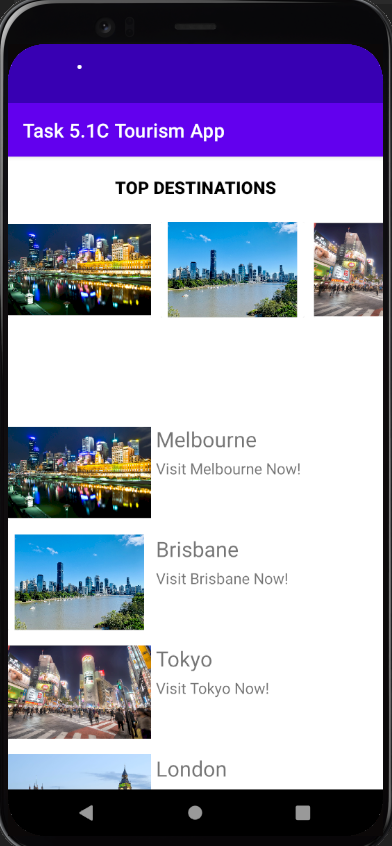 Task 5.1C Tourism App
TOP DESTINATIONS
Melbourne
Visit Melbourne Now!
Brisbane
Visit Brisbane Now!
Tokyo
Visit Tokyo Now!
London